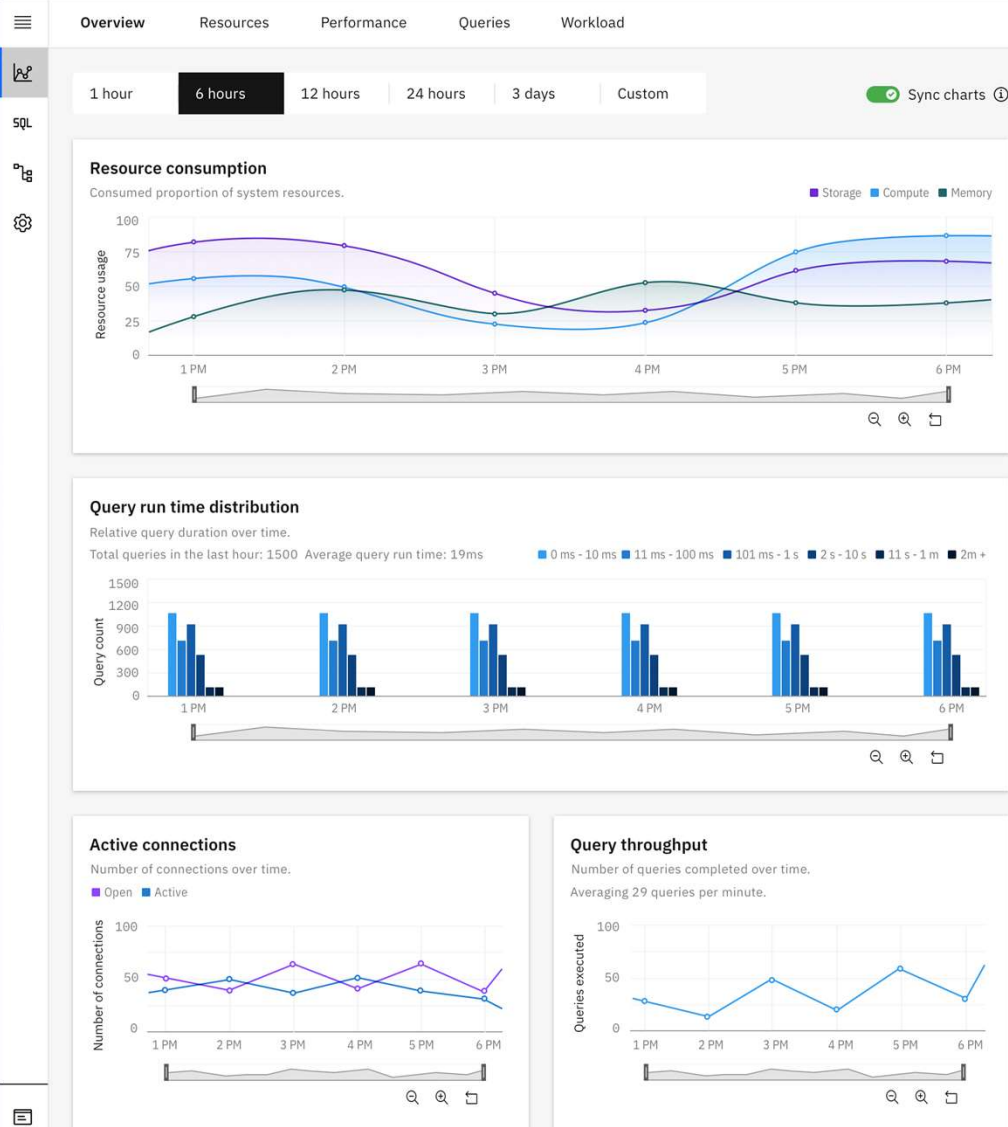 Overview Resources Performance Queries Workload
1 hour 6 hours 12 hours 24 hours 3 days Custom Sync charts
SQL
Resource consumption
Consumed proportion of system resources.
Storage Compute Memory
Resource usage
100
75
50
25
0
1 PM 2 PM 3 PM 4 PM 5 PM 6 PM
Query run time distribution
Relative query duration over time.
Total queries in the last hour: 1500 Average query run time: 19ms
0 ms - 10 ms 11 ms - 100 ms 101 ms - 1 s 2 s - 10 s 11 s - 1 m 2m +
Query count
1500
1200
900
600
300
0
1 PM 2 PM 3 PM 4 PM 5 PM 6 PM
Active connections
Number of connections over time.
Open Active
Number of connections
100
50
0
1 PM 2 PM 3 PM 4 PM 5 PM 6 PM
Query throughput
Number of queries completed over time.
Averaging 29 queries per minute.
Queries executed
100
50
0
1 PM 2 PM 3 PM 4 PM 5 PM 6 PM